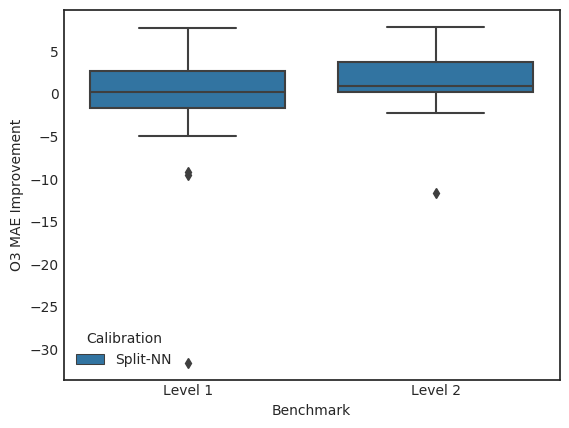 O3 MAE Improvement
5
0
−5
−10
−15
−20
−25
−30
Calibration
Split-NN
Level 1
Level 2
Benchmark